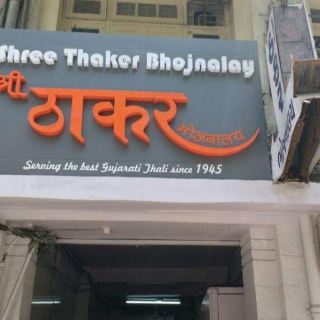 Shree Thaker Bhojnalay
श्री ठाकर
भोजनालय
Serving the best Gujarati Thali since 1945